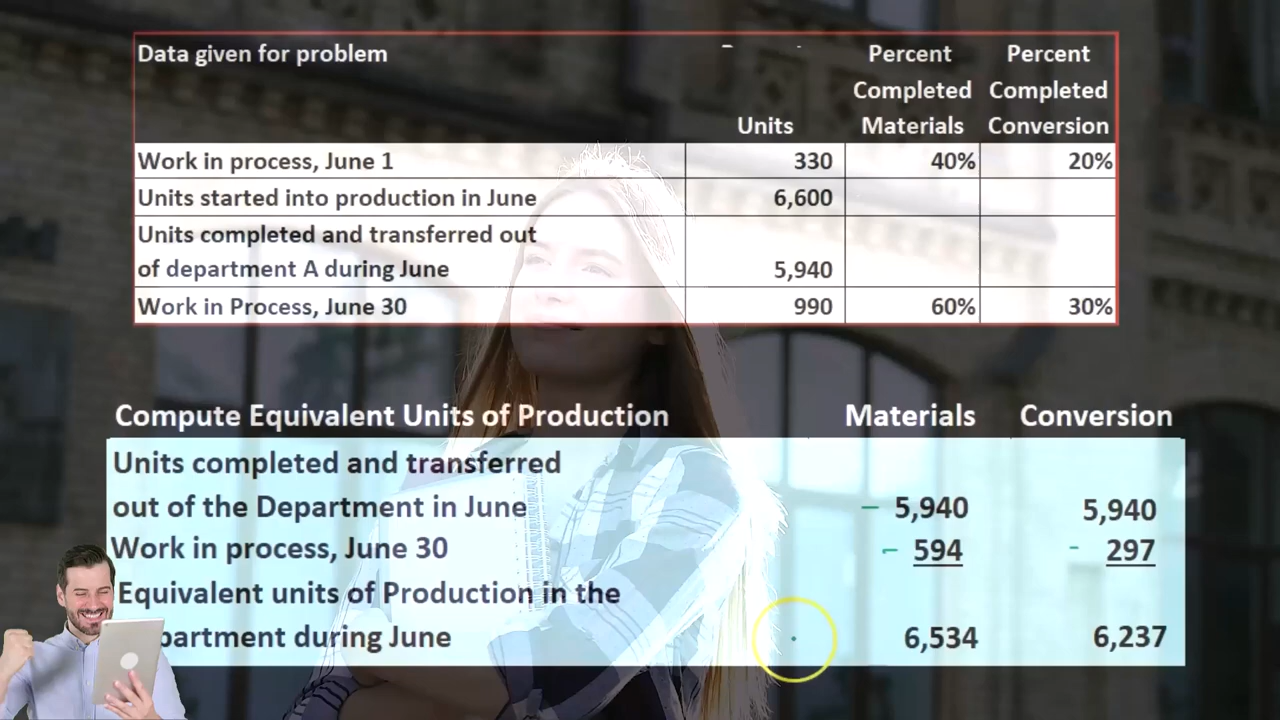 Data given for problem
Percent Percent
Completed Completed
Units Materials Conversion
Work in process, June 1 330 40% 20%
Units started into production in June 6,600
Units completed and transferred out
of department A during June 5,940
Work in Process, June 30 990 60% 30%
Compute Equivalent Units of Production Materials Conversion
Units completed and transferred
out of the Department in June 5,940 5,940
Work in process, June 30 594 297
Equivalent units of Production in the
partment during June 6,534 6,237